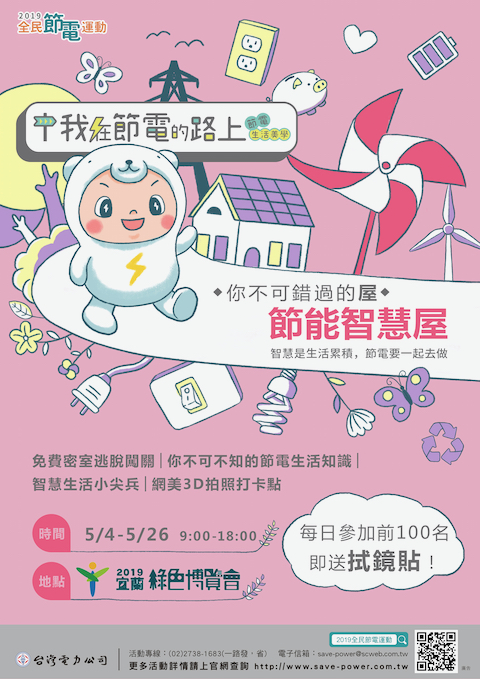 2019
全民節電運動
我在節電的路上
節電
生活美學
你不可錯過的屋
節能智慧屋
智慧是生活累積，節電要一起去做
免費密室逃脫闖關│你不可不知的節電生活知識│
智慧生活小尖兵│網美3D拍照打卡點
時間 5/4-5/26 9:00-18:00
地點 2019 宜蘭 綠色博覽會
每日參加前100名
即送拭鏡貼！
2019全民節電運動
台灣電力公司
活動專線：(02)2738-1683(一路發，省) 電子信箱：save-power@scweb.com.tw
更多活動詳情請上官網查詢 http://www.save-power.com.tw